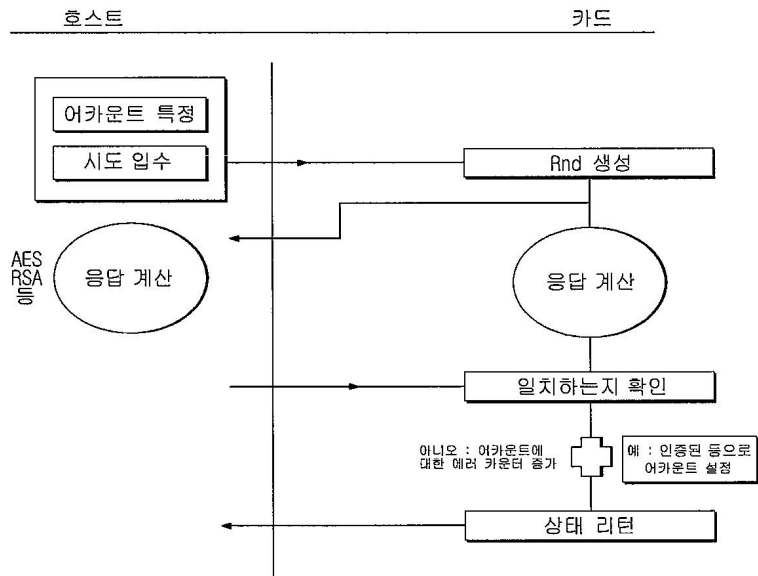 호스트
카드
어카운트 특정
시도 입수
Rnd 생성
AES
RSA
등
응답 계산
응답 계산
일치하는지 확인
아니오 : 어카운트에
대한 에러 카운터 증가
예 : 인증된 등으로
어카운트 설정
상태 리턴